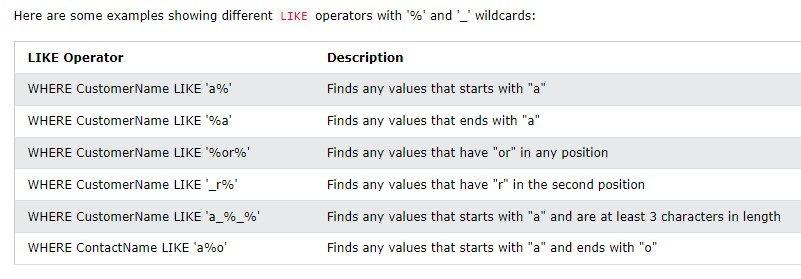 Here are some examples showing different LIKE operators with '%' and '_' wildcards:
LIKE Operator Description
WHERE CustomerName LIKE 'a%' Finds any values that starts with "a"
WHERE CustomerName LIKE '%a' Finds any values that ends with "a"
WHERE CustomerName LIKE '%or%' Finds any values that have "or" in any position
WHERE CustomerName LIKE '_r%' Finds any values that have "r" in the second position
WHERE CustomerName LIKE 'a_%_%' Finds any values that starts with "a" and are at least 3 characters in length
WHERE ContactName LIKE 'a%o' Finds any values that starts with "a" and ends with "o"